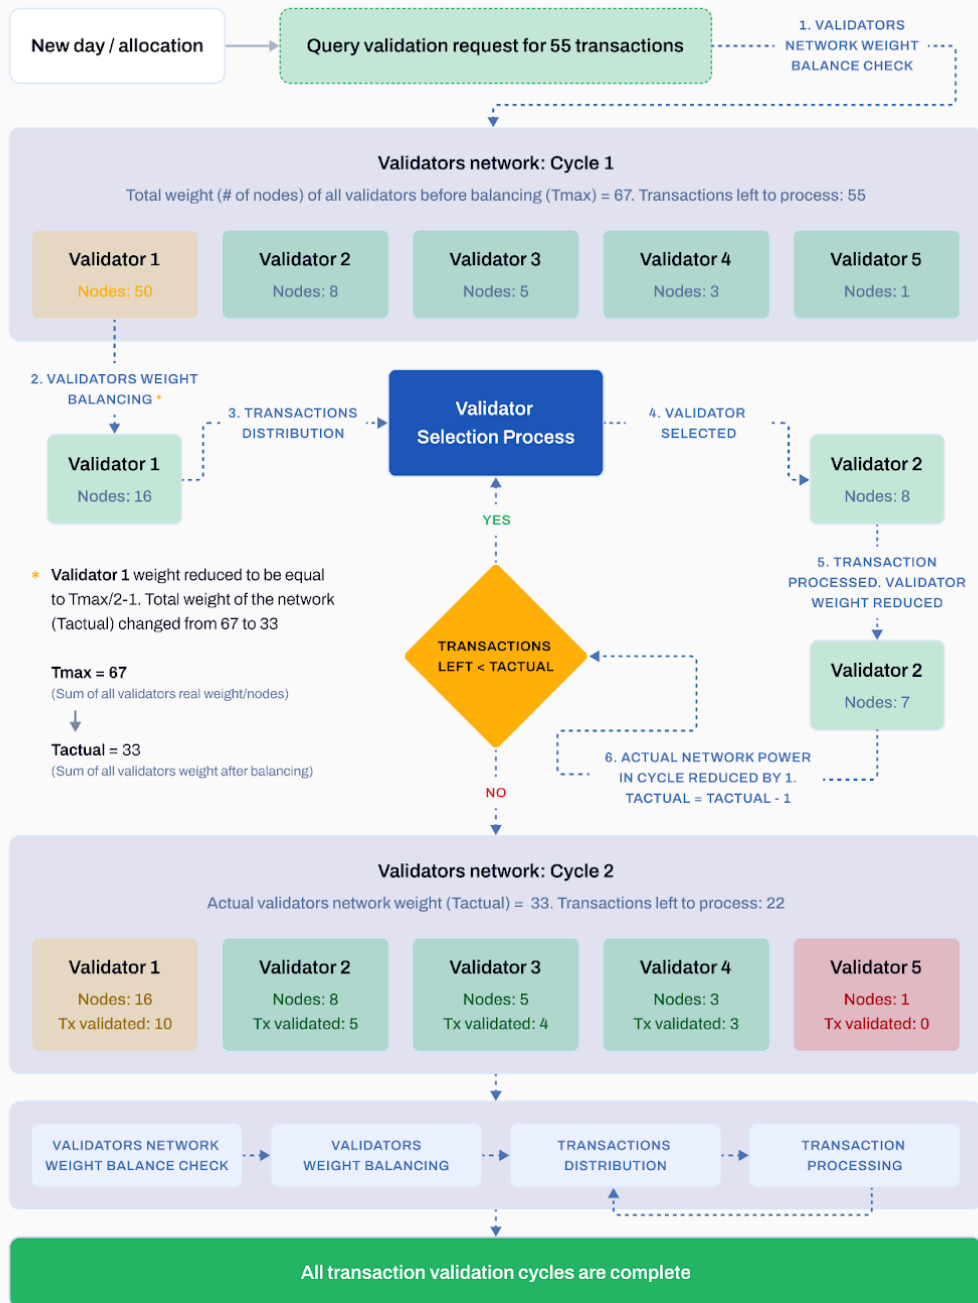 New day / allocation
Query validation request for 55 transactions
1. VALIDATORS
NETWORK WEIGHT
BALANCE CHECK
Validators network: Cycle 1
Total weight (# of nodes) of all validators before balancing (Tmax) = 67. Transactions left to process: 55
Validator 1
Nodes: 50
Validator 2
Nodes: 8
Validator 3
Nodes: 5
Validator 4
Nodes: 3
Validator 5
Nodes: 1
2. VALIDATORS WEIGHT
BALANCING *
Validator 1
Nodes: 16
3. TRANSACTIONS
DISTRIBUTION
Validator
Selection Process
4. VALIDATOR
SELECTED
Validator 2
Nodes: 8
5. TRANSACTION
PROCESSED. VALIDATOR
WEIGHT REDUCED
Validator 2
Nodes: 7
YES
TRANSACTIONS
LEFT < TACTUAL
6. ACTUAL NETWORK POWER
IN CYCLE REDUCED BY 1.
TACTUAL = TACTUAL - 1
NO
* Validator 1 weight reduced to be equal
to Tmax/2-1. Total weight of the network
(Tactual) changed from 67 to 33
Tmax = 67
(Sum of all validators real weight/nodes)
Tactual = 33
(Sum of all validators weight after balancing)
Validators network: Cycle 2
Actual validators network weight (Tactual) = 33. Transactions left to process: 22
Validator 1
Nodes: 16
Tx validated: 10
Validator 2
Nodes: 8
Tx validated: 5
Validator 3
Nodes: 5
Tx validated: 4
Validator 4
Nodes: 3
Tx validated: 3
Validator 5
Nodes: 1
Tx validated: 0
VALIDATORS NETWORK
WEIGHT BALANCE CHECK
VALIDATORS
WEIGHT BALANCING
TRANSACTIONS
DISTRIBUTION
TRANSACTION
PROCESSING
All transaction validation cycles are complete